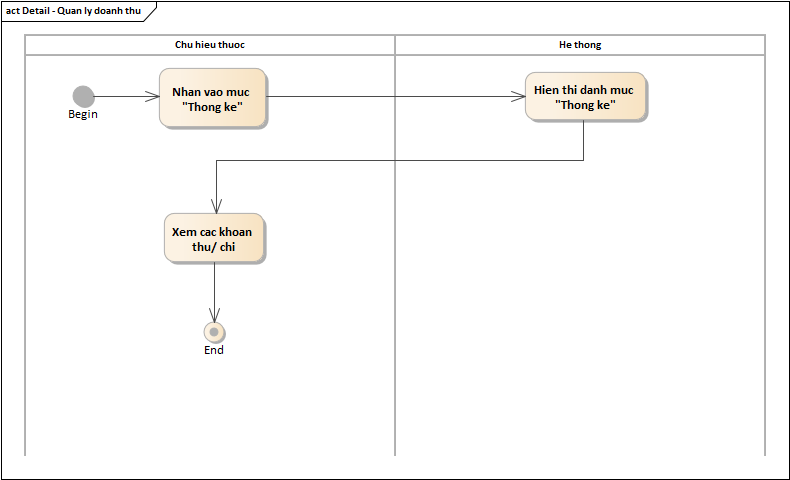 act Detail - Quan ly doanh thu
Chu hieu thuoc
He thong
Begin
Nhan vao muc
"Thong ke"
Hien thi danh muc
"Thong ke"
Xem cac khoan
thu/ chi
End